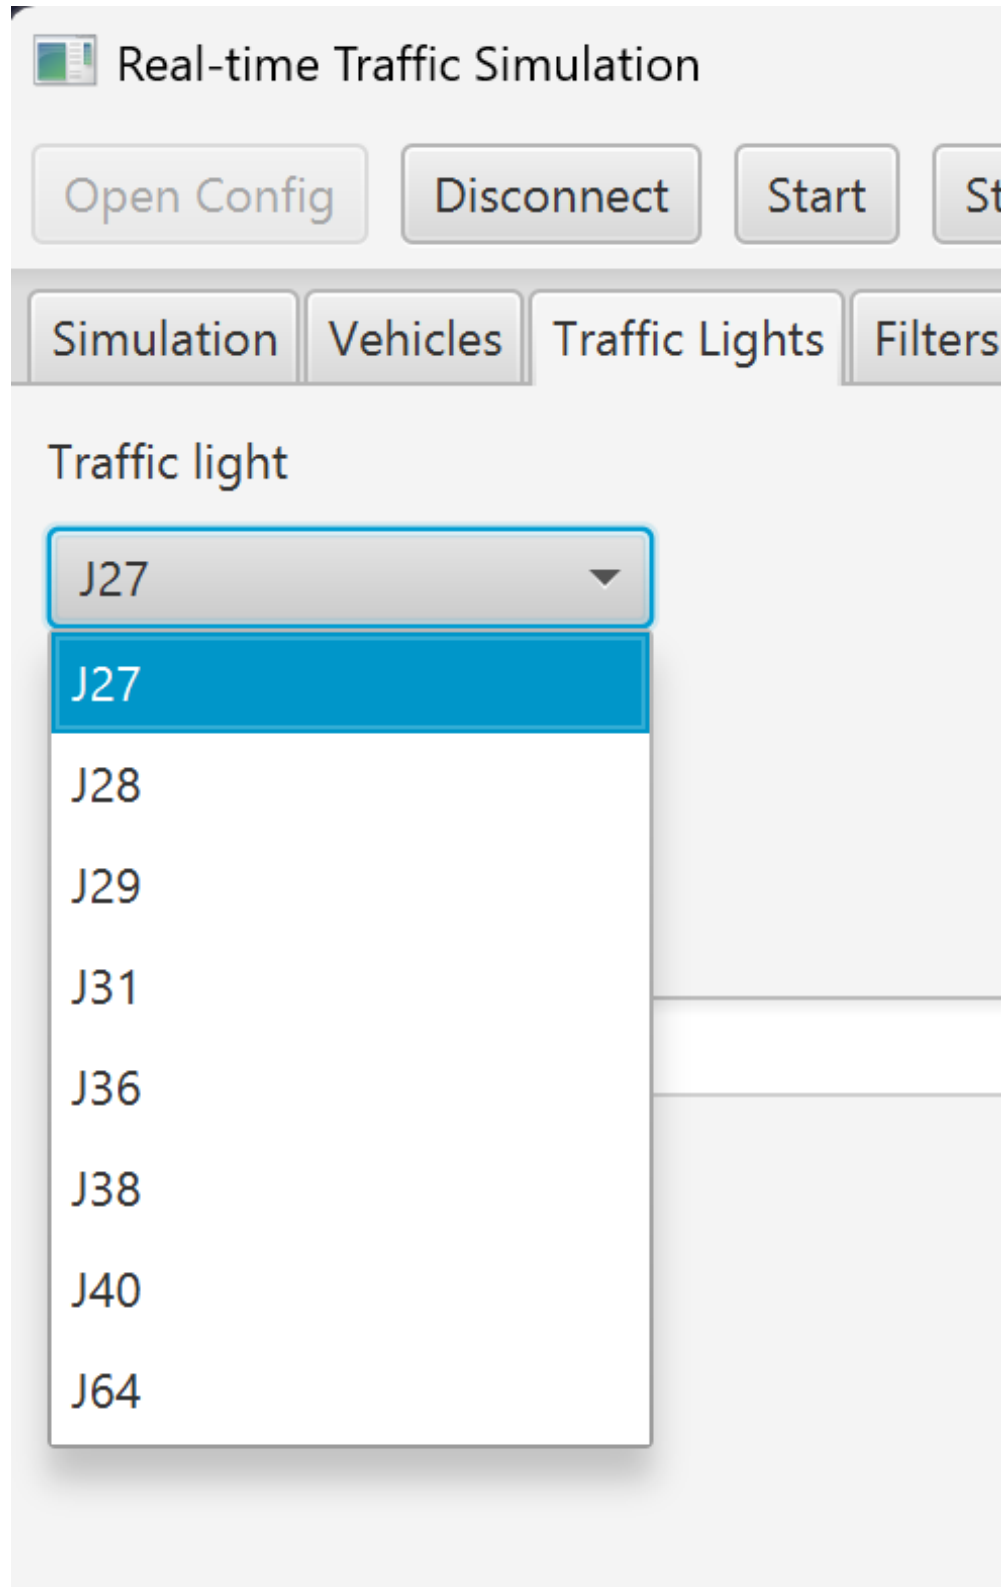 Real-time Traffic Simulation
Open Config Disconnect Start St
Simulation Vehicles Traffic Lights Filters
Traffic light
J27
J27
J28
J29
J31
J36
J38
J40
J64